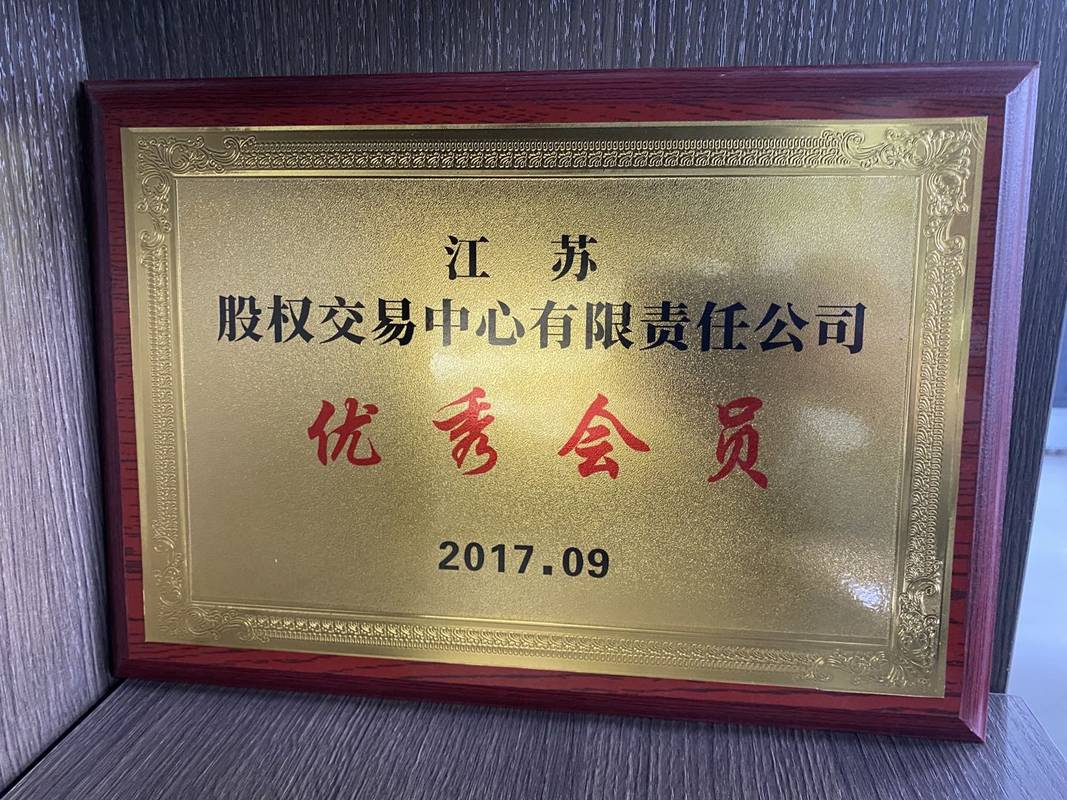 江 苏
股权交易中心有限责任公司
优秀会员
2017.09